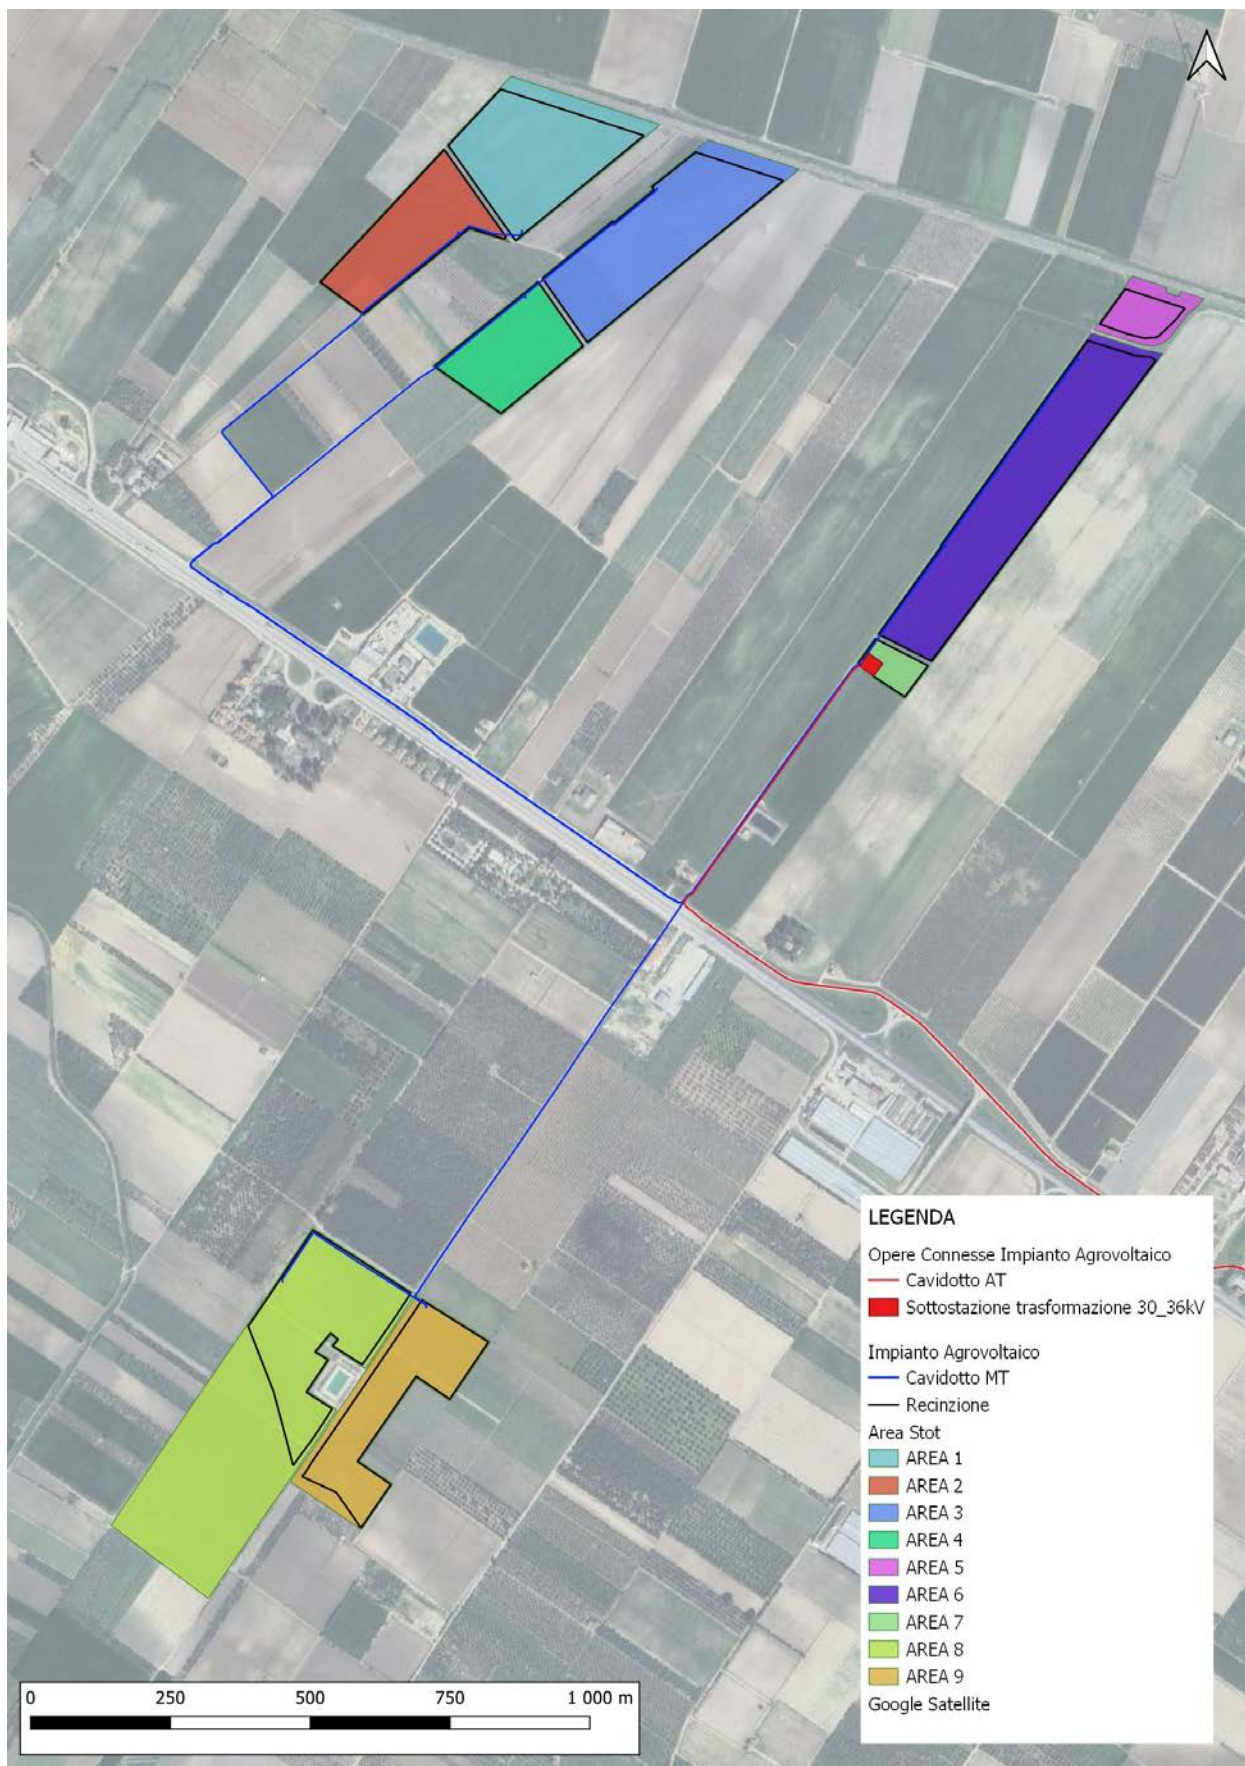 LEGENDA
Opere Connesse Impianto Agrovoltaico
Cavidotto AT
Sottostazione trasformazione 30_36kV
Impianto Agrovoltaico
Cavidotto MT
Recinzione
Area Stot
AREA 1
AREA 2
AREA 3
AREA 4
AREA 5
AREA 6
AREA 7
AREA 8
AREA 9
Google Satellite
0 250 500 750 1 000 m